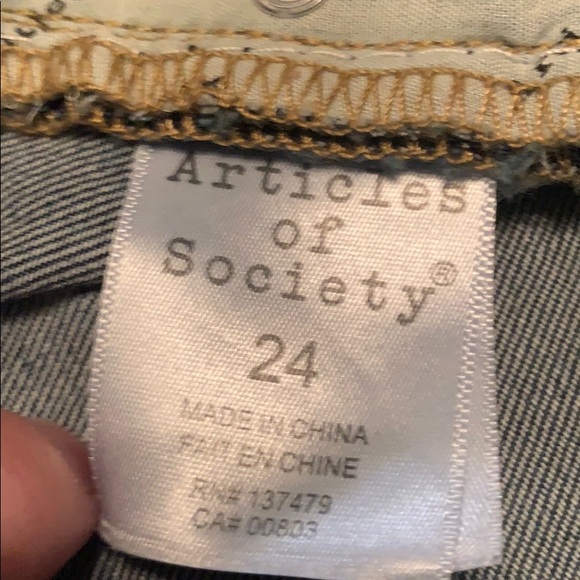 Articles
of
Society®
24
MADE IN CHINA
FAIT EN CHINE
RN# 137479
CA# 00803